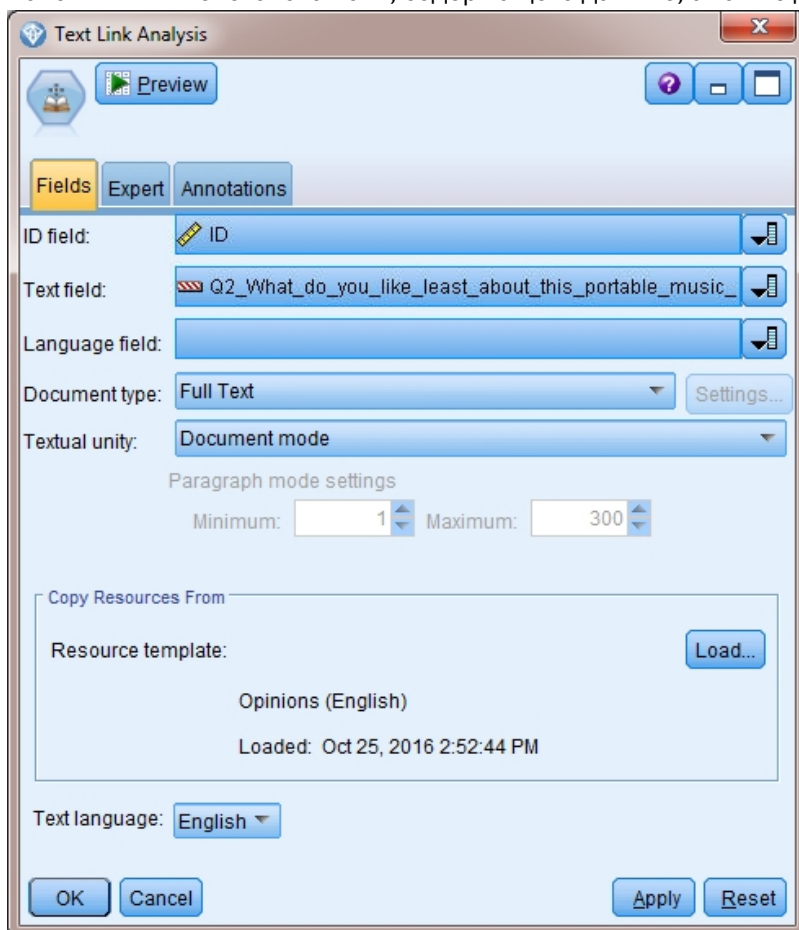 Text Link Analysis
Preview
Fields Expert Annotations
ID field: ID
Text field: Q2_What_do_you_like_least_about_this_portable_music_
Language field:
Document type: Full Text Settings...
Textual unity: Document mode
Paragraph mode settings
Minimum: 1 Maximum: 300
Copy Resources From
Resource template: Load...
Opinions (English)
Loaded: Oct 25, 2016 2:52:44 PM
Text language: English
OK Cancel Apply Reset